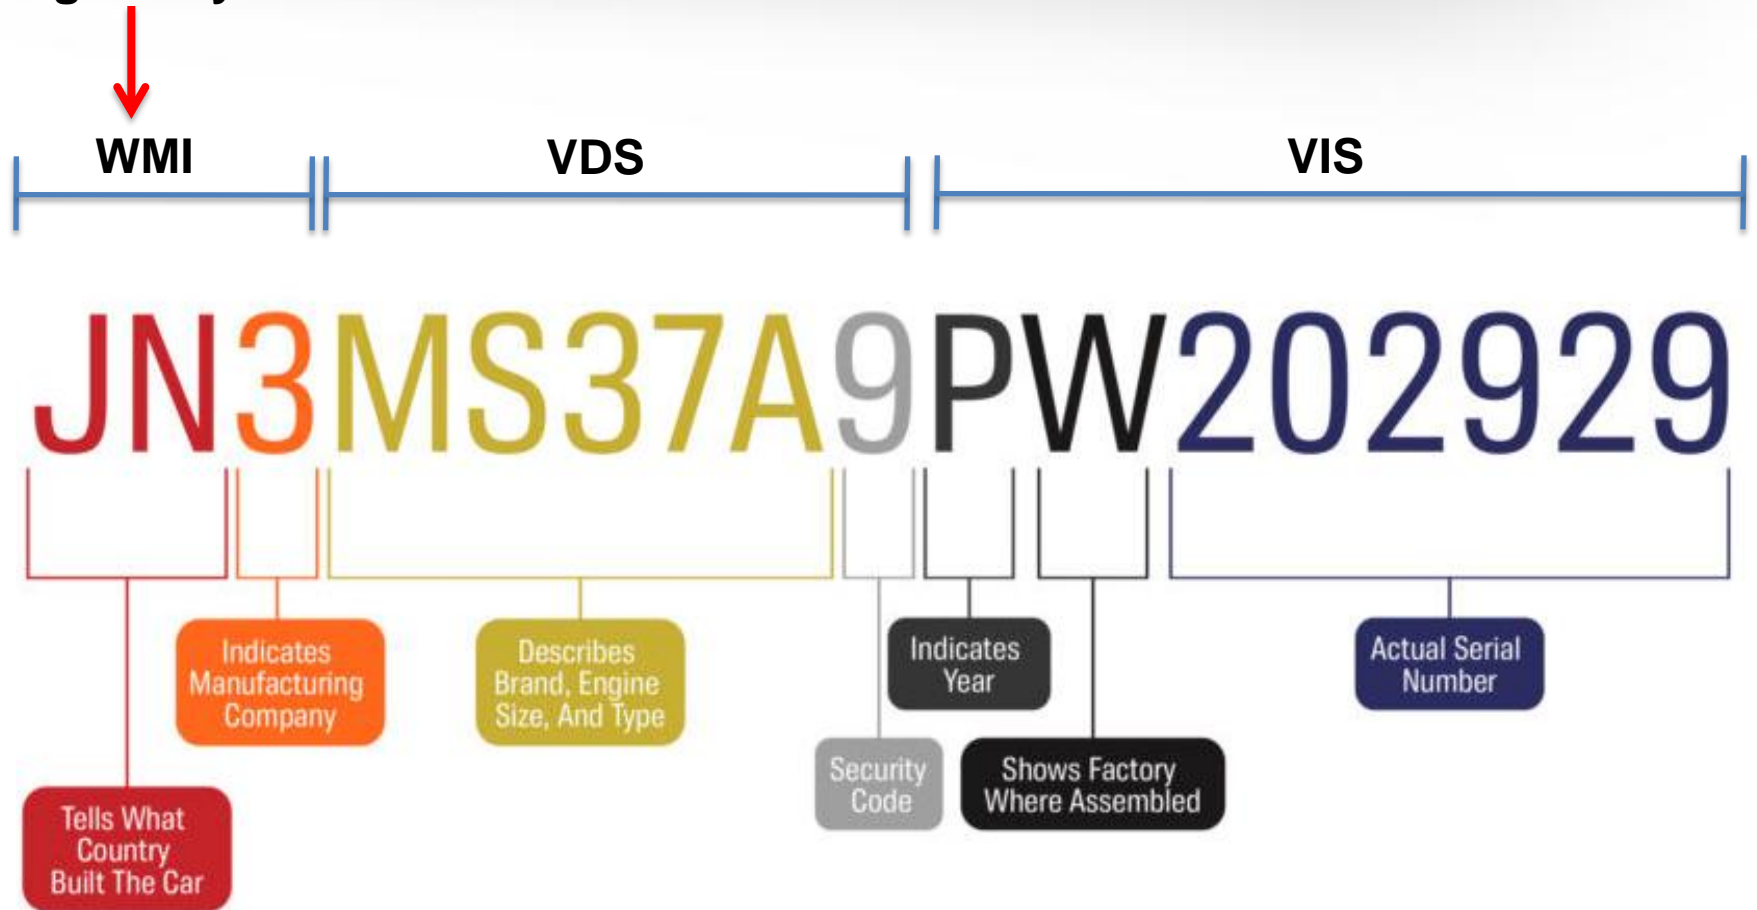 WMI VDS VIS
JN3MS37A9PW202929
Indicates
Manufacturing
Company
Describes
Brand, Engine
Size, And Type
Indicates
Year
Actual Serial
Number
Security
Code
Shows Factory
Where Assembled
Tells What
Country
Built The Car